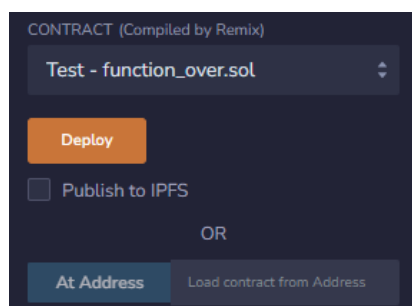 CONTRACT (Compiled by Remix)
Test - function_over.sol
Deploy
Publish to IPFS
OR
At Address Load contract from Address